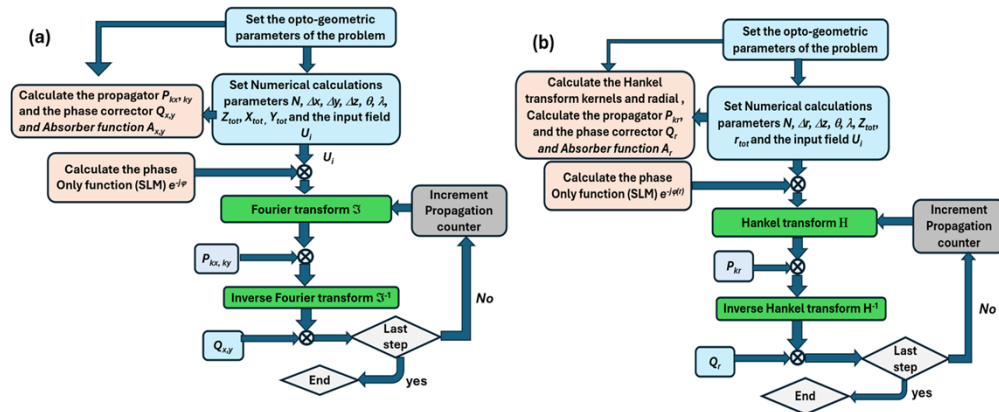 (a)
Set the opto-geometric
parameters of the problem
Calculate the propagator Pkx, ky
and the phase corrector Qx,y
and Absorber function Ax,y
Set Numerical calculations
parameters N, Δx, Δy, Δz, θ, λ,
Ztot, Xtot, Ytot and the input field
Ui
Ui
Calculate the phase
Only function (SLM) e-jφ
Fourier transform ℑ
Increment
Propagation
counter
Pkx, ky
Inverse Fourier transform ℑ-1
No
Qx,y
Last
step
End
yes
(b)
Set the opto-geometric
parameters of the problem
Calculate the Hankel
transform kernels and radial ,
Calculate the propagator Pkr,
and the phase corrector Qr
and Absorber function Ar
Set Numerical calculations
parameters N, Δr, Δz, θ, λ, Ztot,
rtot and the input field Ui
Calculate the phase
Only function (SLM) e-jφ(r)
Hankel transform H
Increment
Propagation
counter
Pkr
Inverse Hankel transform H-1
No
Qr
Last
step
End
yes